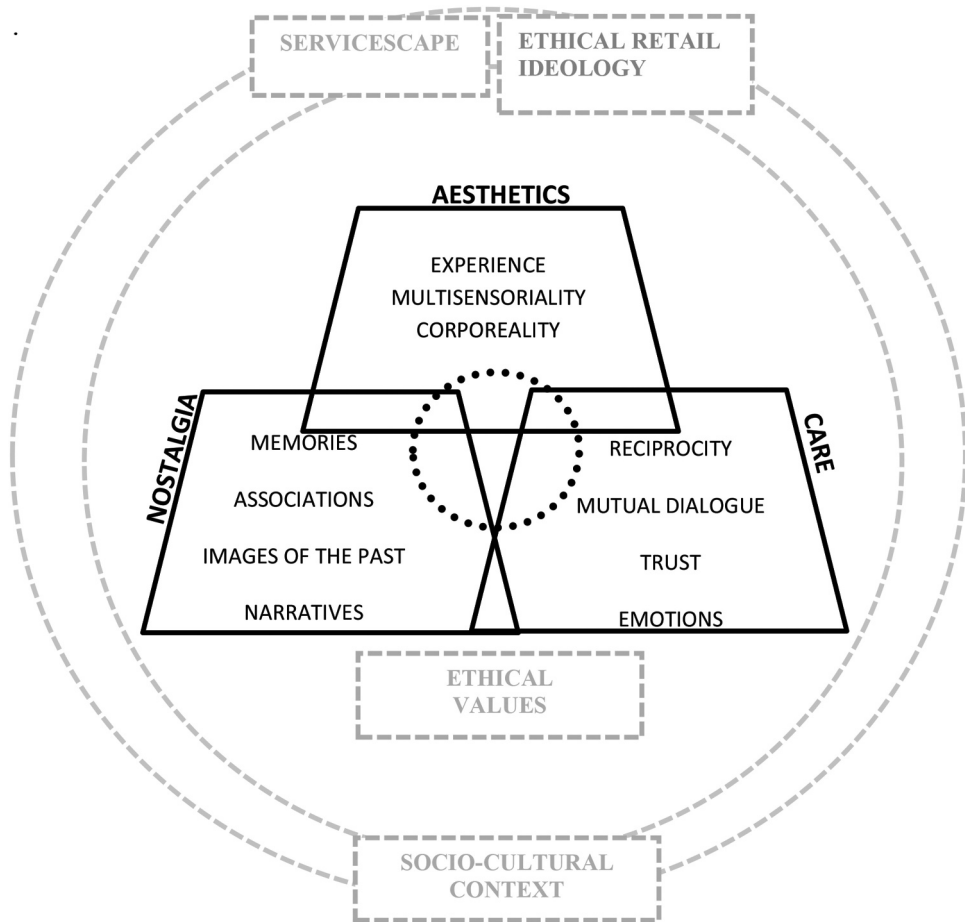 SERVICESCAPE
ETHICAL RETAIL
IDEOLOGY
AESTHETICS
EXPERIENCE
MULTISENSORIALITY
CORPOREALITY
NOSTALGIA
MEMORIES
ASSOCIATIONS
IMAGES OF THE PAST
NARRATIVES
CARE
RECIPROCITY
MUTUAL DIALOGUE
TRUST
EMOTIONS
ETHICAL
VALUES
SOCIO-CULTURAL
CONTEXT